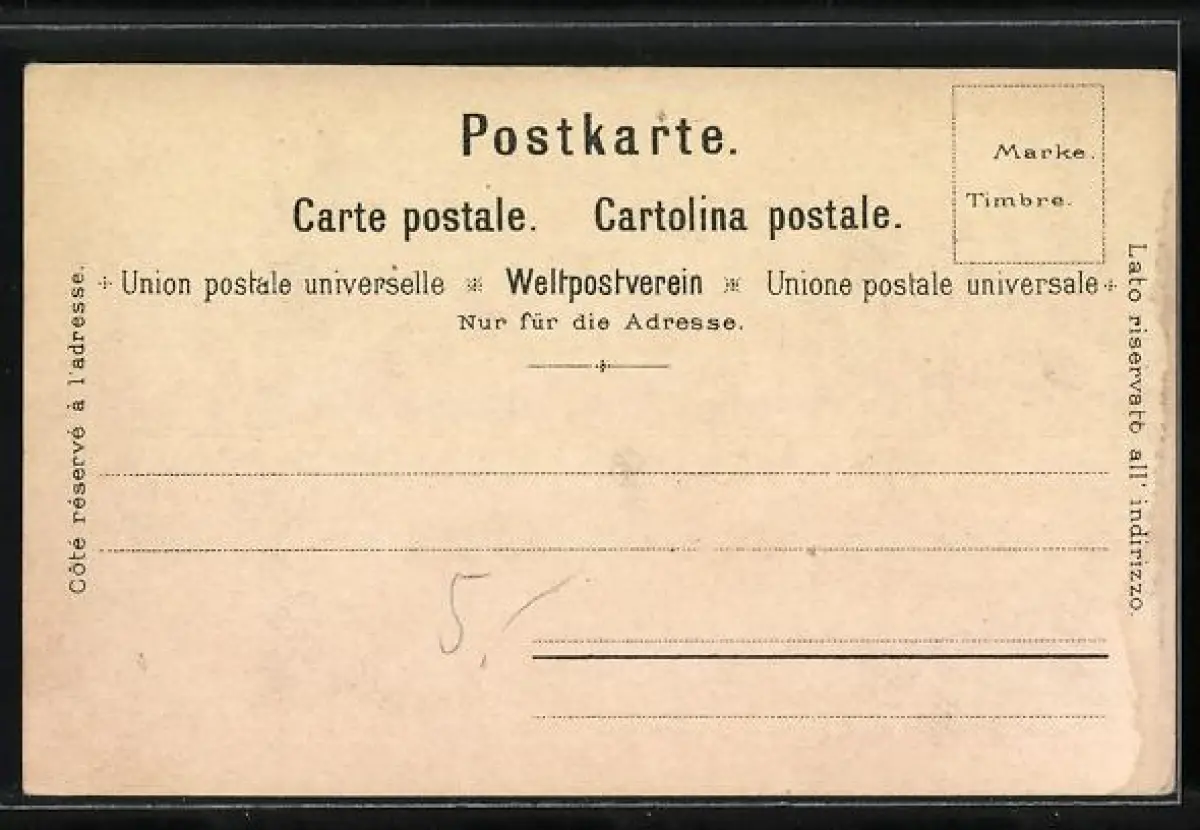 Postkarte.
Marke.
Timbre.
Carte postale. Cartolina postale.
Union postale universelle Weltpostverein Unione postale universale
Nur für die Adresse.
Côté réservé à l'adresse.
Lato riservato all' indirizzo.
5,-